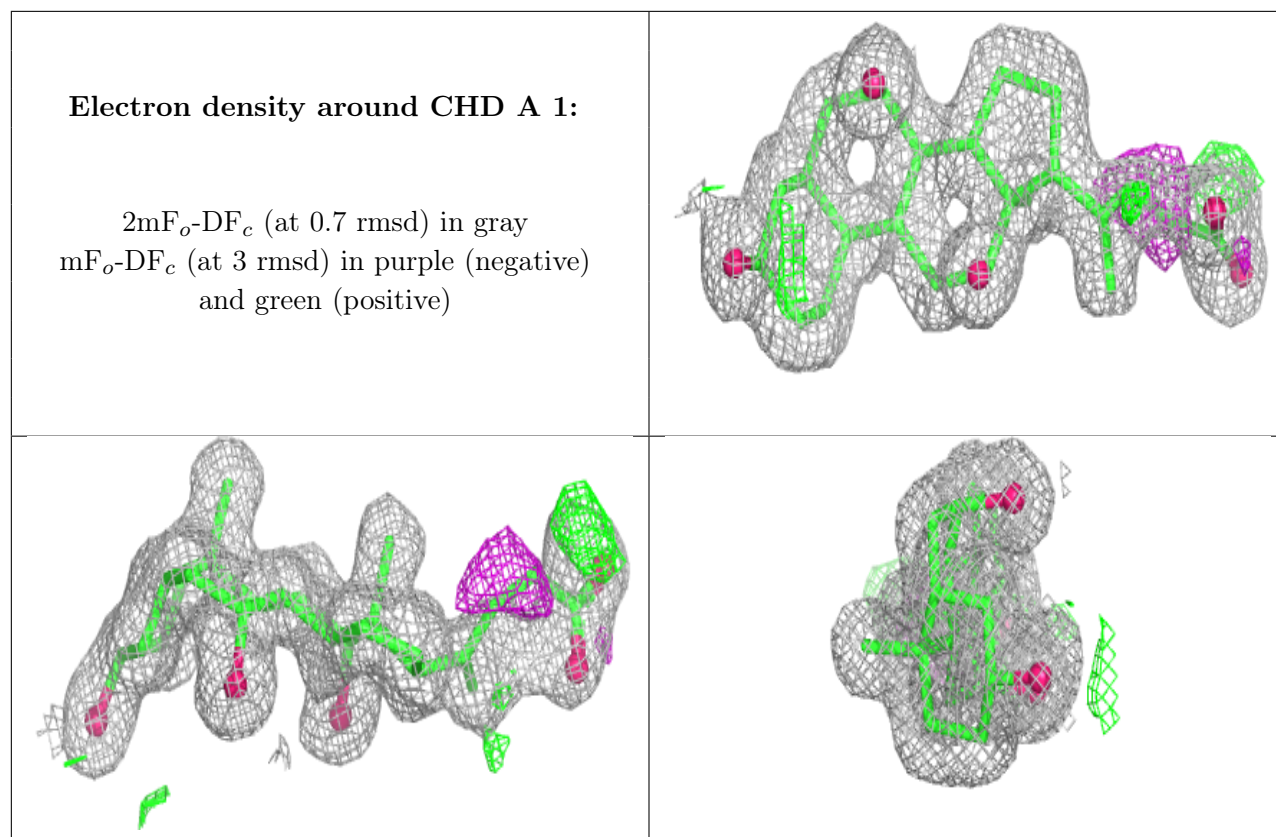 Electron density around CHD A 1:
2mFo-DFc (at 0.7 rmsd) in gray
mFo-DFc (at 3 rmsd) in purple (negative)
and green (positive)